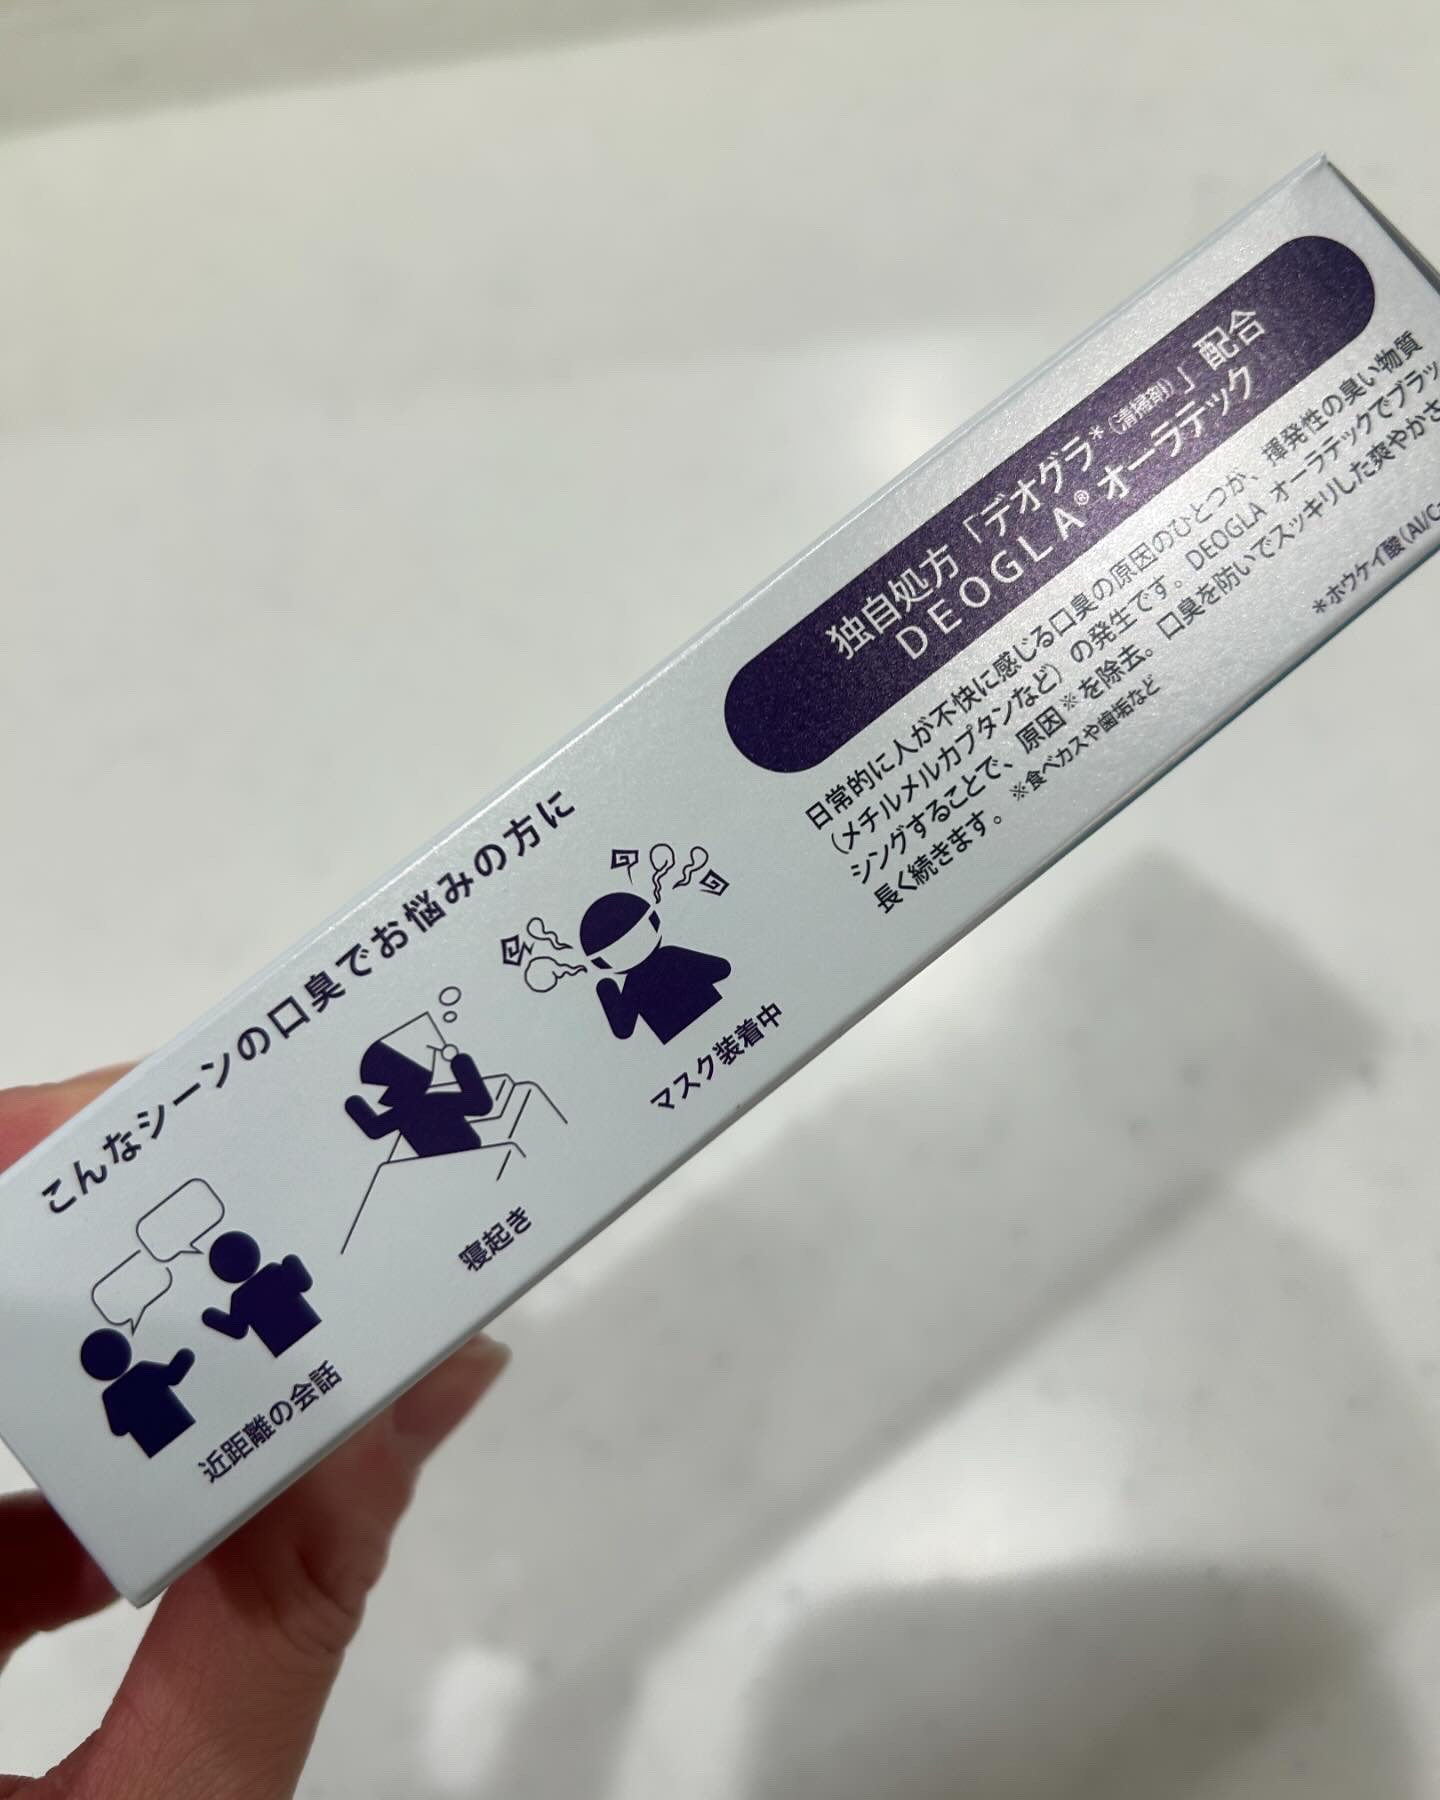 こんなシーンの口臭でお悩みの方に
近距離の会話
寝起き
マスク装着中
独自処方「デオグラ*(清掃剤)」配合
DEOGLA® オーラテック
日常的に人が不快に感じる口臭の原因のひとつが、揮発性の臭い物質
(メチルメルカプタンなど)の発生です。DEOGLA オーラテックでブラッ
シングすることで、原因※を除去。口臭を防いでスッキリした爽やかさ
長く続きます。 ※食べカスや歯垢など
*ホウケイ酸(Al/C